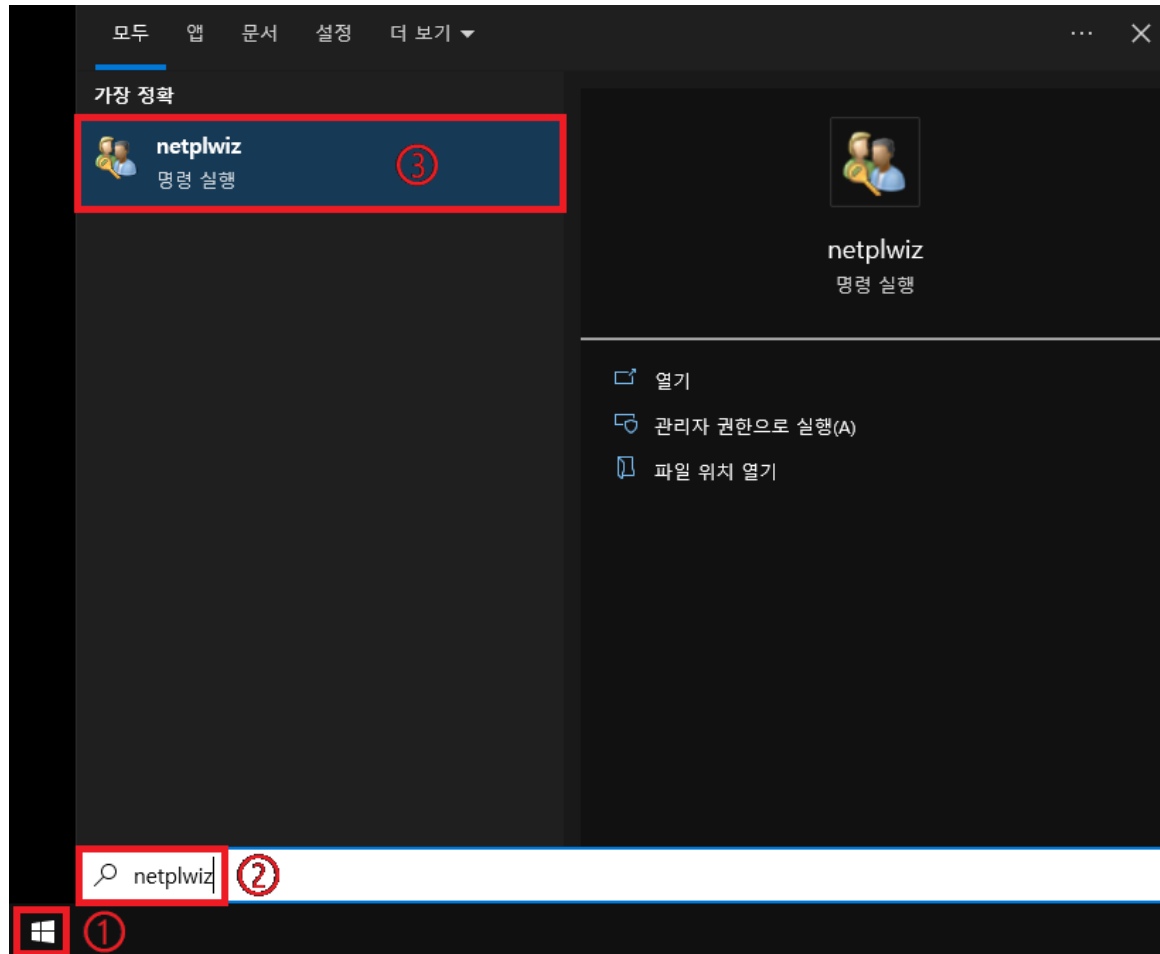 모두 앱 문서 설정 더 보기
가장 정확
netplwiz
명령 실행
③
netplwiz
명령 실행
열기
관리자 권한으로 실행(A)
파일 위치 열기
netplwiz ②
①